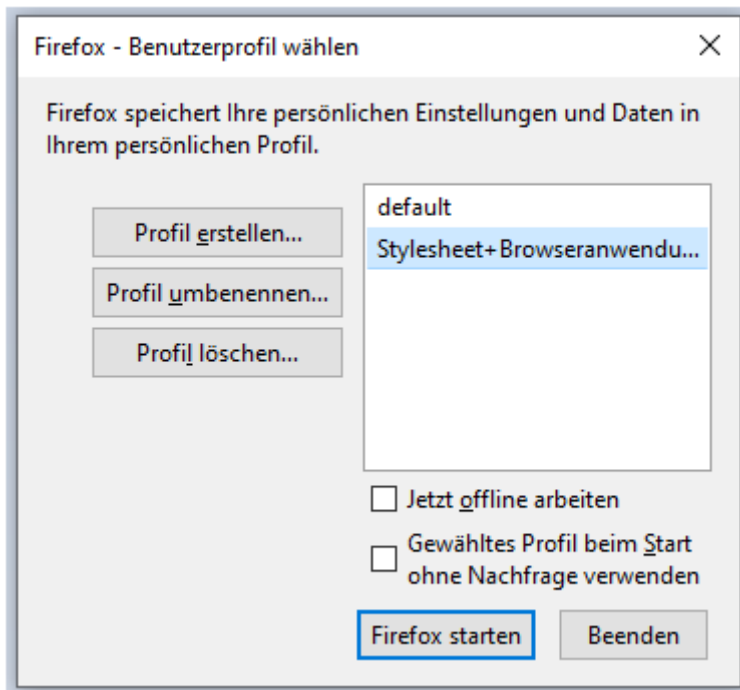 Firefox - Benutzerprofil wählen
Firefox speichert Ihre persönlichen Einstellungen und Daten in
Ihrem persönlichen Profil.
Profil erstellen...
Profil umbenennen...
Profil löschen...
default
Stylesheet+Browseranwendu...
Jetzt offline arbeiten
Gewähltes Profil beim Start
ohne Nachfrage verwenden
Firefox starten
Beenden